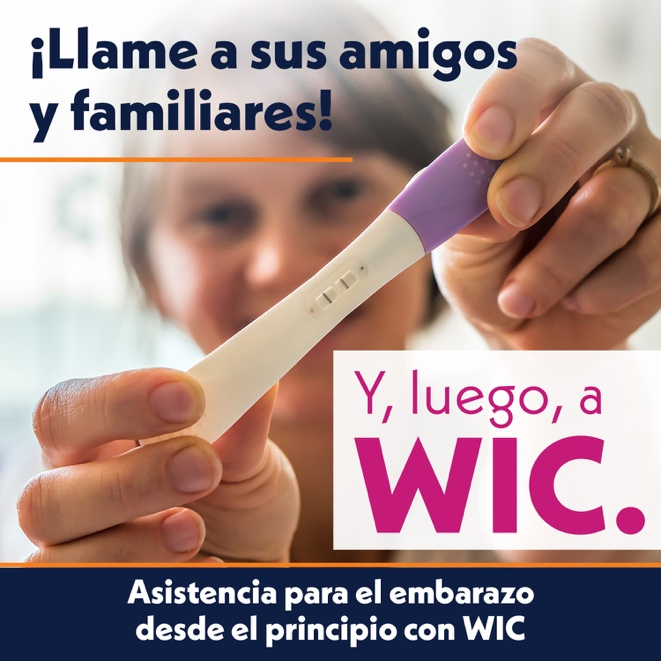 ¡Llame a sus amigos
y familiares!
Y, luego, a
WIC.
Asistencia para el embarazo
desde el principio con WIC